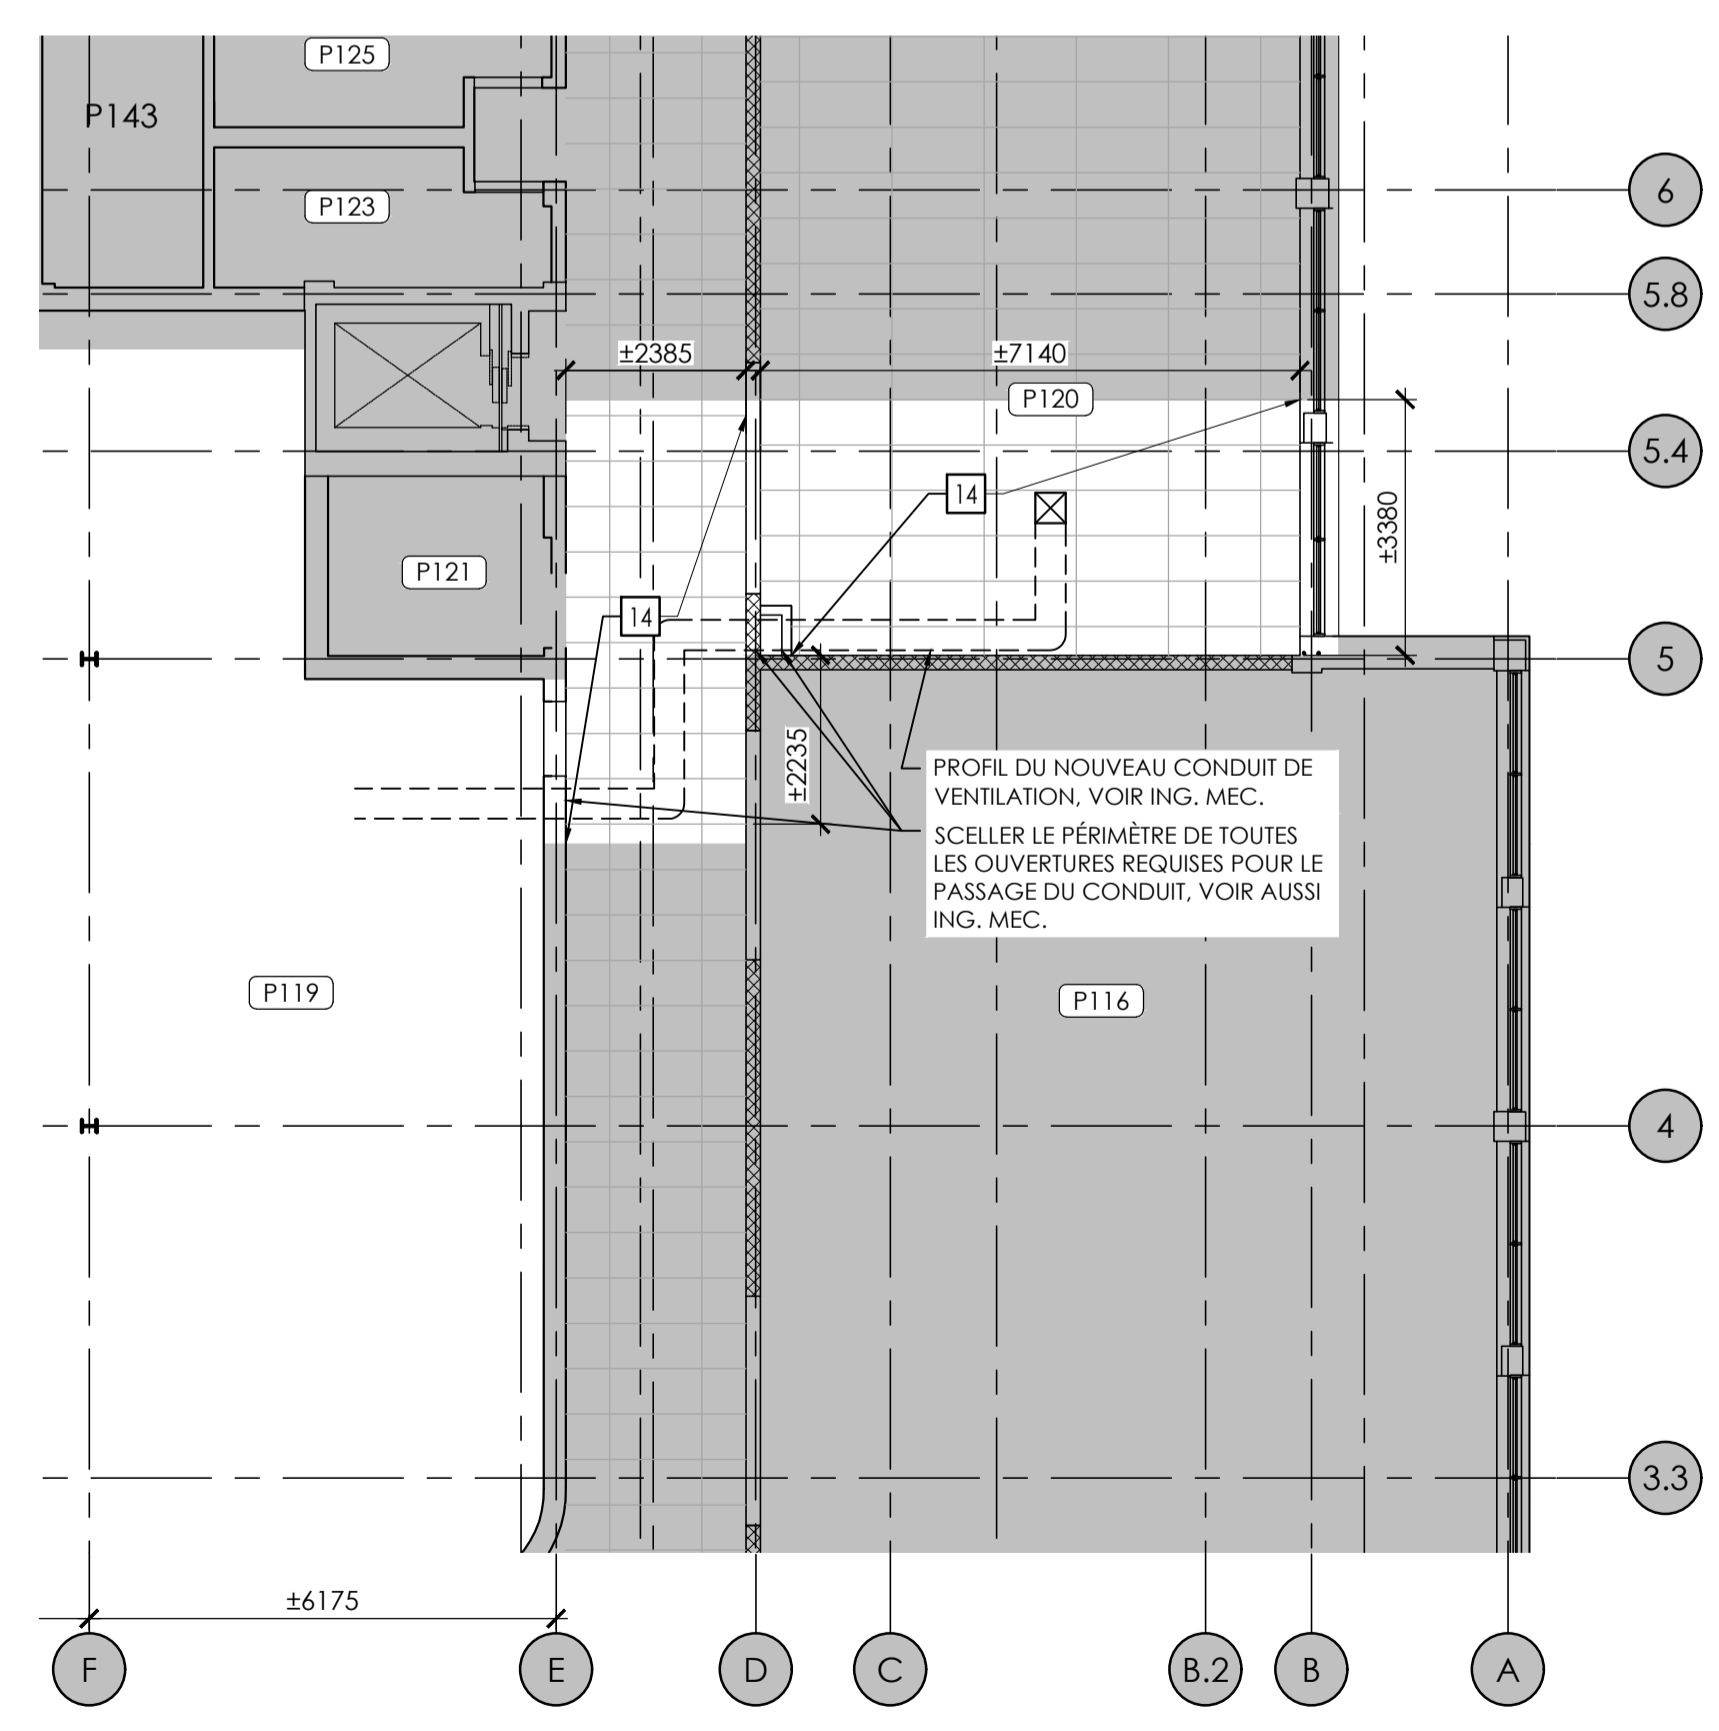 P125
P143
6
P123
5.8
±2385
±7140
P120
5.4
14
±3380
P121
14
5
±2235
PROFIL DU NOUVEAU CONDUIT DE
VENTILATION, VOIR ING. MEC.
SCELLER LE PÉRIMÈTRE DE TOUTES
LES OUVERTURES REQUISES POUR LE
PASSAGE DU CONDUIT, VOIR AUSSI
ING. MEC.
P119
P116
4
3.3
±6175
F
E
D
C
B.2
B
A